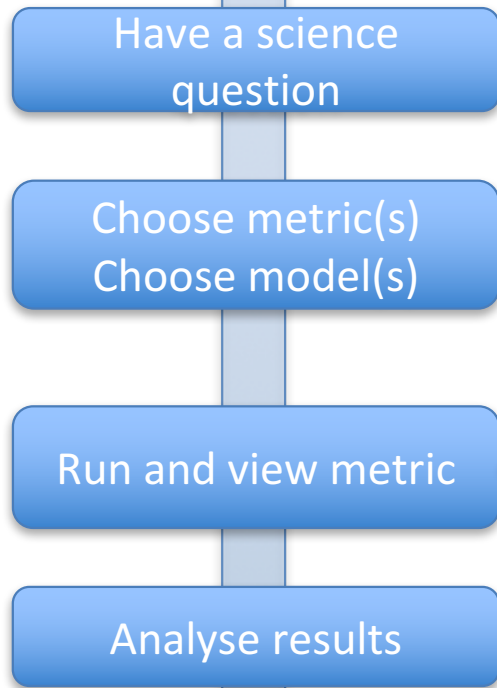 Have a science
question
Choose metric(s)
Choose model(s)
Run and view metric
Analyse results